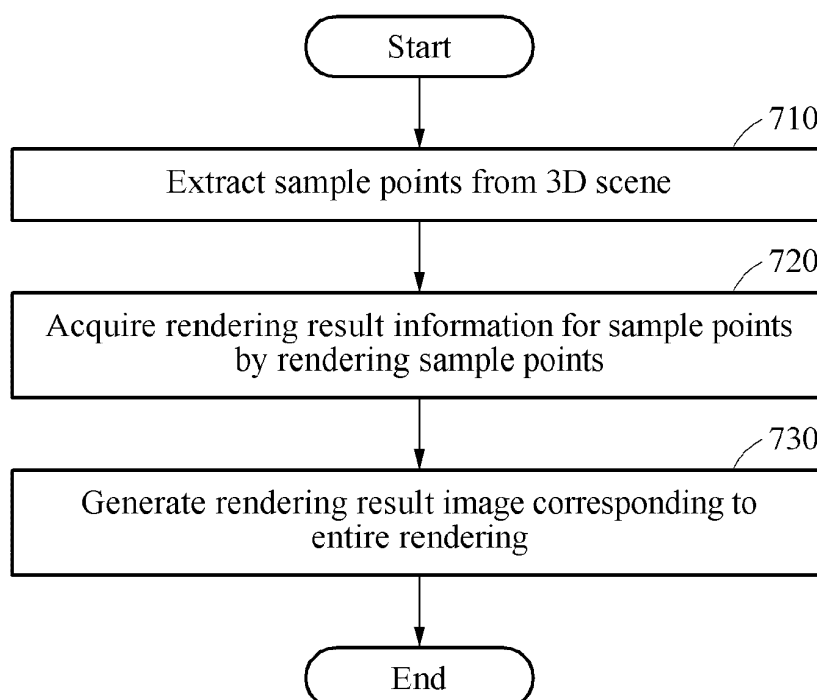 Start
710
Extract sample points from 3D scene
720
Acquire rendering result information for sample points
by rendering sample points
730
Generate rendering result image corresponding to
entire rendering
End